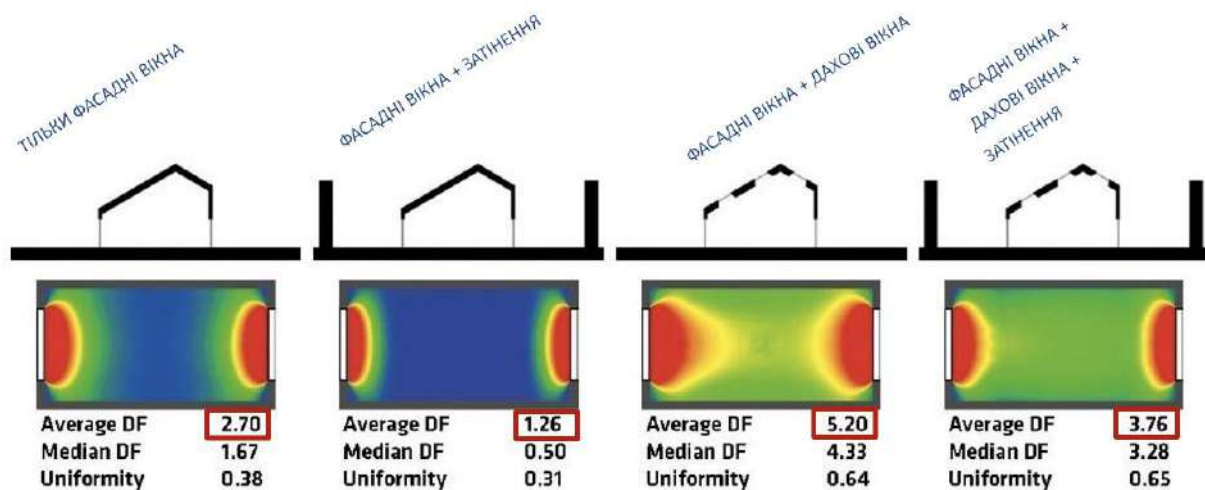 ТІЛЬКИ ФАСАДНІ ВІКНА
ФАСАДНІ ВІКНА + ЗАТІНЕННЯ
ФАСАДНІ ВІКНА + ДАХОВІ ВІКНА
ФАСАДНІ ВІКНА +
ДАХОВІ ВІКНА +
ЗАТІНЕННЯ
Average DF 2.70
Median DF 1.67
Uniformity 0.38
Average DF 1.26
Median DF 0.50
Uniformity 0.31
Average DF 5.20
Median DF 4.33
Uniformity 0.64
Average DF 3.76
Median DF 3.28
Uniformity 0.65